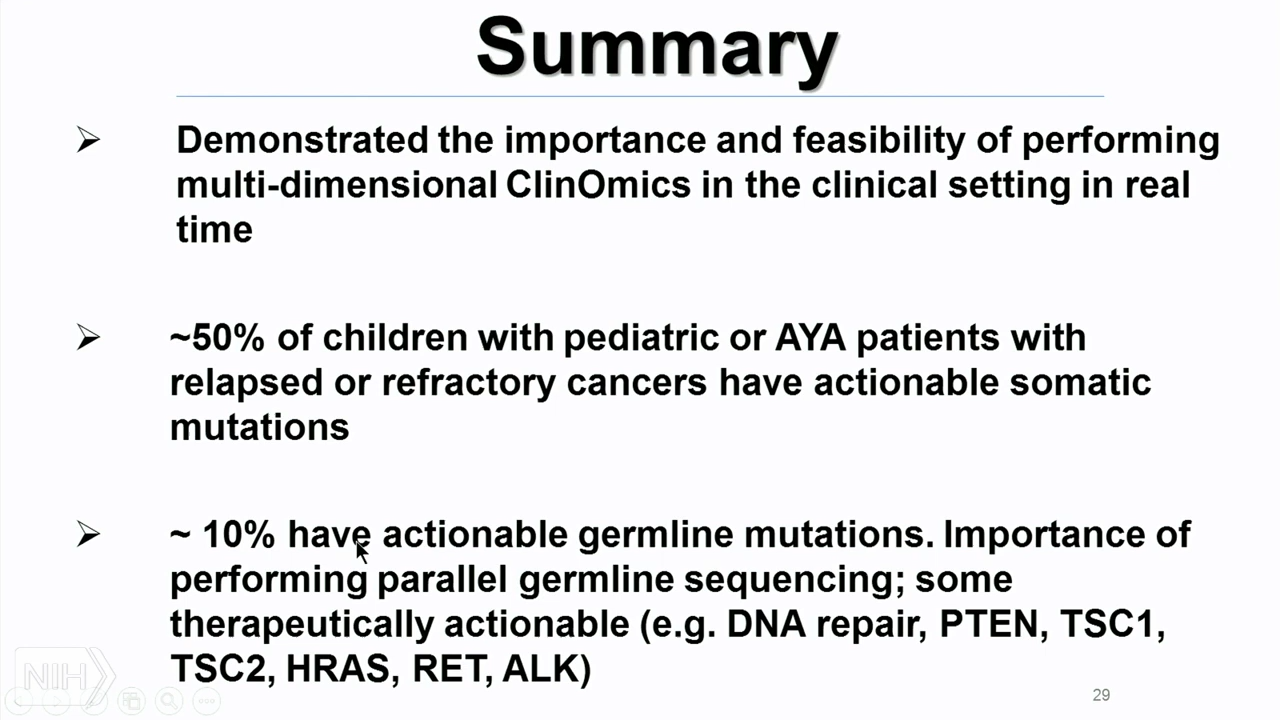 Summary
Demonstrated the importance and feasibility of performing
multi-dimensional ClinOmics in the clinical setting in real
time
~50% of children with pediatric or AYA patients with
relapsed or refractory cancers have actionable somatic
mutations
~ 10% have actionable germline mutations. Importance of
performing parallel germline sequencing; some
therapeutically actionable (e.g. DNA repair, PTEN, TSC1,
TSC2, HRAS, RET, ALK)
NIH
29